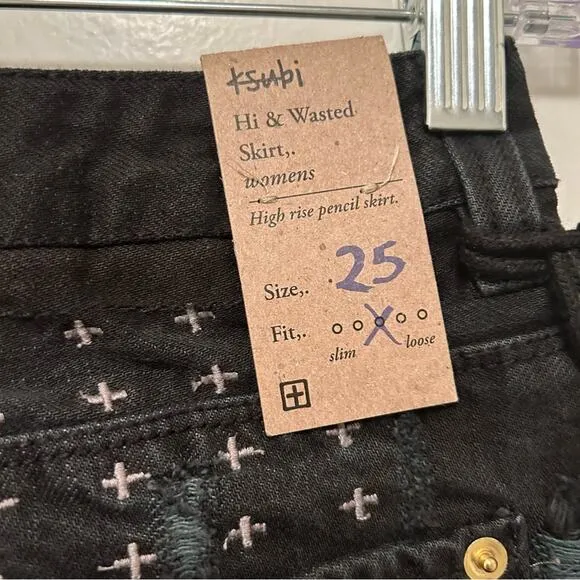 ksubi
Hi & Wasted
Skirt,.
womens
High rise pencil skirt.
Size,. 25
Fit,.
slim loose